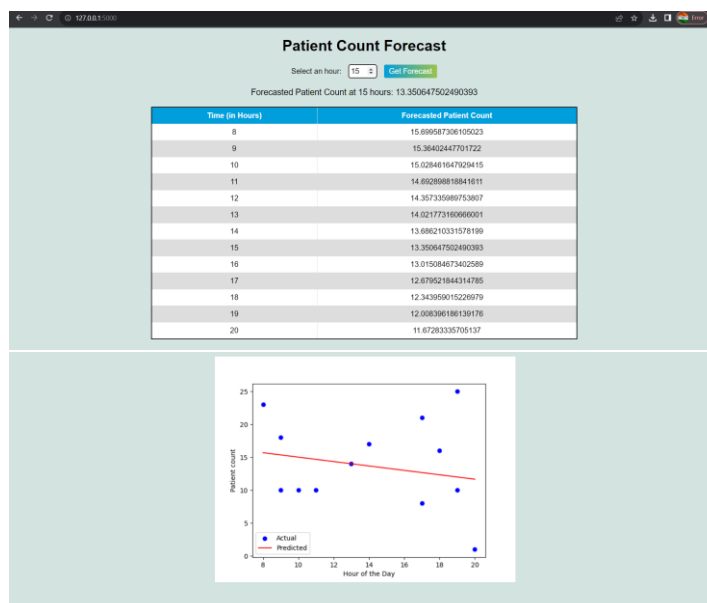 127.0.0.1:5000
Error
Patient Count Forecast
Select an hour: 15 Get Forecast
Forecasted Patient Count at 15 hours: 13.350647502490393
Time (in Hours) Forecasted Patient Count
8 15.699587306105023
9 15.36402447701722
10 15.028461647929415
11 14.692898818841611
12 14.357335989753807
13 14.021773160666001
14 13.686210331578199
15 13.350647502490393
16 13.015084673402589
17 12.679521844314785
18 12.343959015226979
19 12.008396186139176
20 11.67283335705137
25
20
15
10
5
0
Patient count
Actual
Predicted
8 10 12 14 16 18 20
Hour of the Day